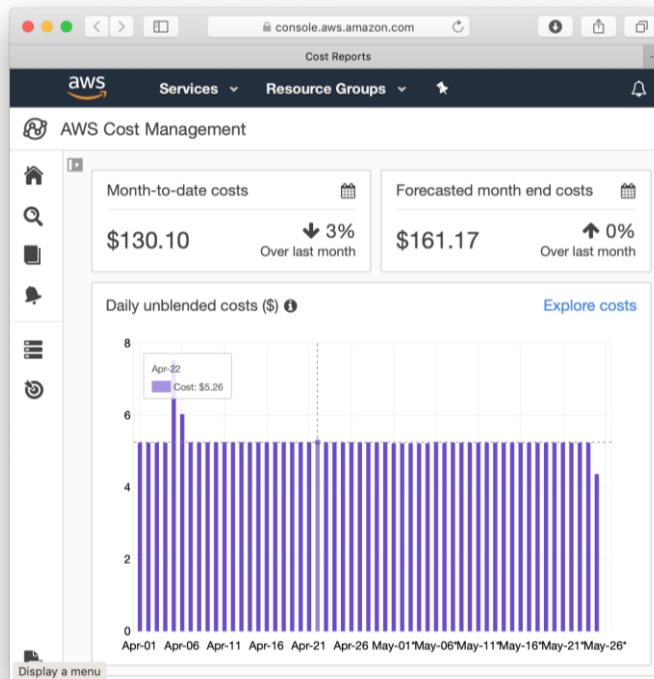 console.aws.amazon.com
Cost Reports
aws
Services
Resource Groups
AWS Cost Management
Month-to-date costs
$130.10
3%
Over last month
Forecasted month end costs
$161.17
0%
Over last month
Daily unblended costs ($)
Explore costs
8
Apr-22
Cost: $5.26
6
4
2
0
Apr-01 Apr-06 Apr-11 Apr-16 Apr-21 Apr-26 May-01* May-06* May-11* May-16* May-21* May-26*
Display a menu